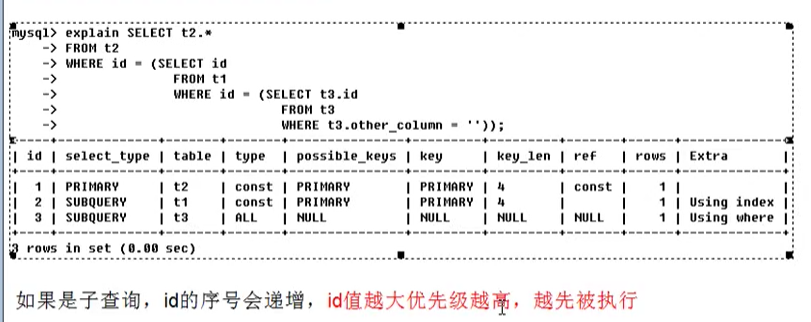 mysql> explain SELECT t2.*
-> FROM t2
-> WHERE id = (SELECT id
-> FROM t1
-> WHERE id = (SELECT t3.id
-> FROM t3
-> WHERE t3.other_column = ''));
| id | select_type | table | type | possible_keys | key | key_len | ref | rows | Extra
| 1 | PRIMARY | t2 | const | PRIMARY | PRIMARY | 4 | const | 1 | |
| 2 | SUBQUERY | t1 | const | PRIMARY | PRIMARY | 4 | | 1 | Using index |
| 3 | SUBQUERY | t3 | ALL | NULL | NULL | NULL | NULL | 1 | Using where |
3 rows in set (0.00 sec)
如果是子查询，id的序号会递增，id值越大优先级越高，越先被执行